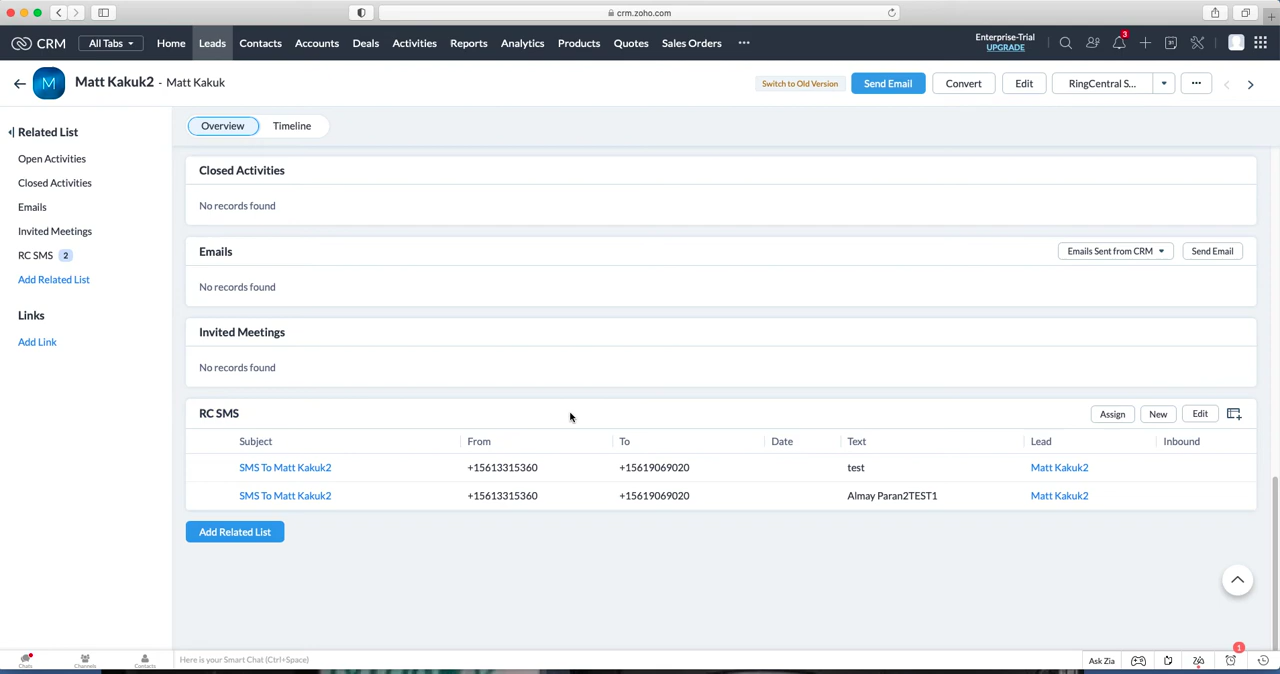 crm.zoho.com
CRM
All Tabs
Home
Leads
Contacts
Accounts
Deals
Activities
Reports
Analytics
Products
Quotes
Sales Orders
Enterprise-Trial
UPGRADE
3
31
M
Matt Kakuk2 - Matt Kakuk
Switch to Old Version
Send Email
Convert
Edit
RingCentral S...
Related List
Open Activities
Closed Activities
Emails
Invited Meetings
RC SMS 2
Add Related List
Links
Add Link
Overview
Timeline
Closed Activities
No records found
Emails
Emails Sent from CRM
Send Email
No records found
Invited Meetings
No records found
RC SMS
Assign
New
Edit
Subject From To Date Text Lead Inbound
SMS To Matt Kakuk2 +15613315360 +15619069020 test Matt Kakuk2
SMS To Matt Kakuk2 +15613315360 +15619069020 Almay Paran2TEST1 Matt Kakuk2
Add Related List
Chats
Channels
Contacts
Here is your Smart Chat (Ctrl+Space)
Ask Zia
1